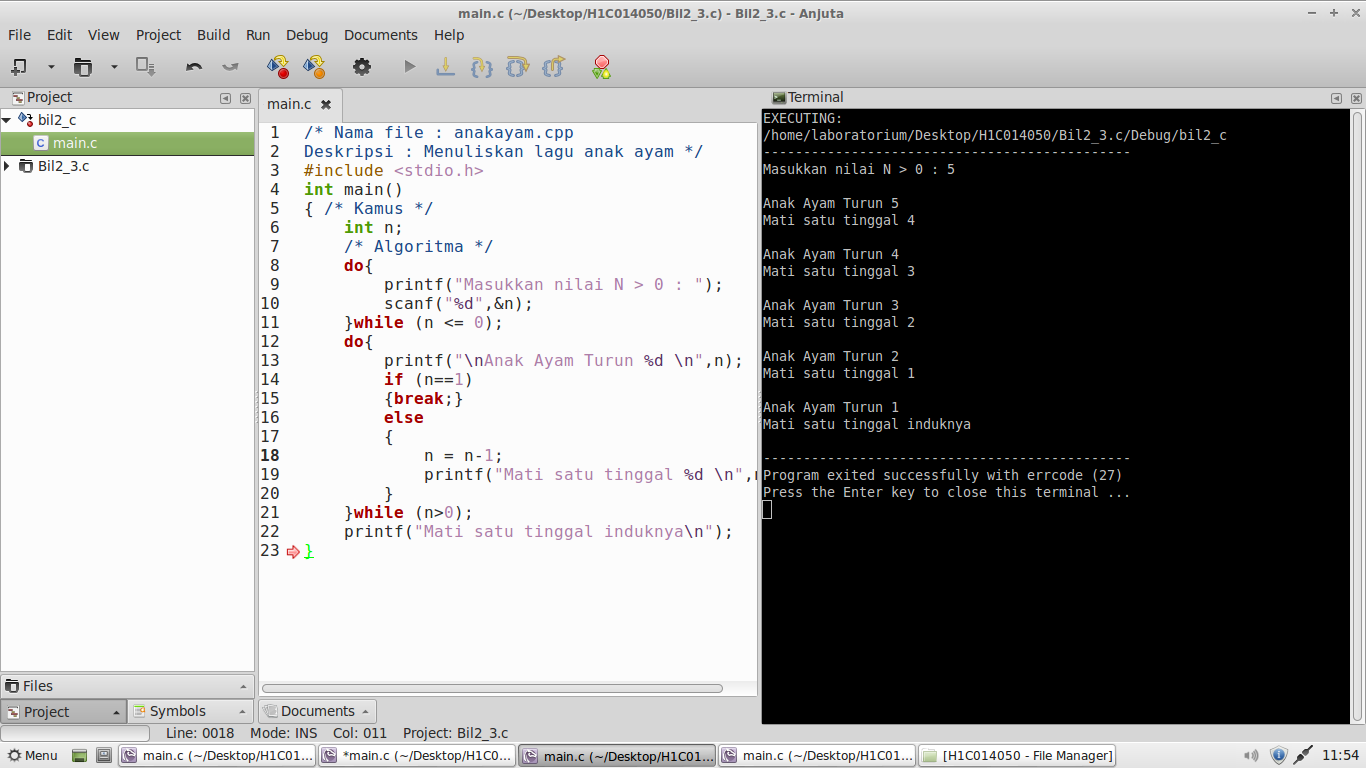 main.c (~/Desktop/H1C014050/Bil2_3.c) - Bil2_3.c - Anjuta
File Edit View Project Build Run Debug Documents Help
Project
bil2_c
C main.c
Bil2_3.c
Files
Project Symbols
main.c
1 /* Nama file : anakayam.cpp
2 Deskripsi : Menuliskan lagu anak ayam */
3 #include <stdio.h>
4 int main()
5 { /* Kamus */
6 int n;
7 /* Algoritma */
8 do{
9 printf("Masukkan nilai N > 0 : ");
10 scanf("%d",&n);
11 }while (n <= 0);
12 do{
13 printf("\nAnak Ayam Turun %d \n",n);
14 if (n==1)
15 {break;}
16 else
17 {
18 n = n-1;
19 printf("Mati satu tinggal %d \n",
20 }
21 }while (n>0);
22 printf("Mati satu tinggal induknya\n");
23 }
Documents
Terminal
EXECUTING:
/home/laboratorium/Desktop/H1C014050/Bil2_3.c/Debug/bil2_c
----------------------------------------------
Masukkan nilai N > 0 : 5
Anak Ayam Turun 5
Mati satu tinggal 4
Anak Ayam Turun 4
Mati satu tinggal 3
Anak Ayam Turun 3
Mati satu tinggal 2
Anak Ayam Turun 2
Mati satu tinggal 1
Anak Ayam Turun 1
Mati satu tinggal induknya
----------------------------------------------
Program exited successfully with errcode (27)
Press the Enter key to close this terminal ...
Line: 0018 Mode: INS Col: 011 Project: Bil2_3.c
Menu main.c (~/Desktop/H1C01... *main.c (~/Desktop/H1C0... main.c (~/Desktop/H1C01... main.c (~/Desktop/H1C01... [H1C014050 - File Manager] 11:54